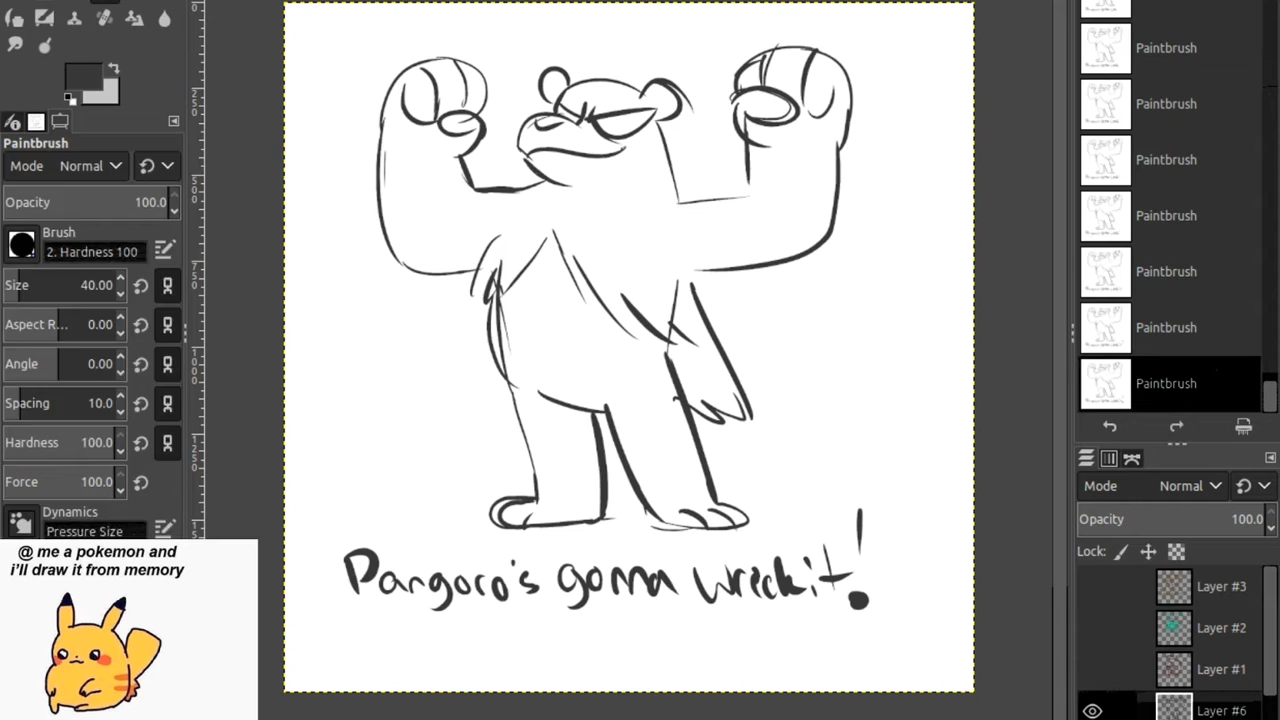 Paintbrush
Mode Normal
Opacity 100.0
Brush
2. Hardness 100
Size 40.00
Aspect R... 0.00
Angle 0.00
Spacing 10.0
Hardness 100.0
Force 100.0
Dynamics
Pressure Size
@ me a pokemon and
i'll draw it from memory
Pangoro's gonna wreck it!
Paintbrush
Paintbrush
Paintbrush
Paintbrush
Paintbrush
Paintbrush
Paintbrush
Mode Normal
Opacity 100.0
Lock:
Layer #3
Layer #2
Layer #1
Layer #6